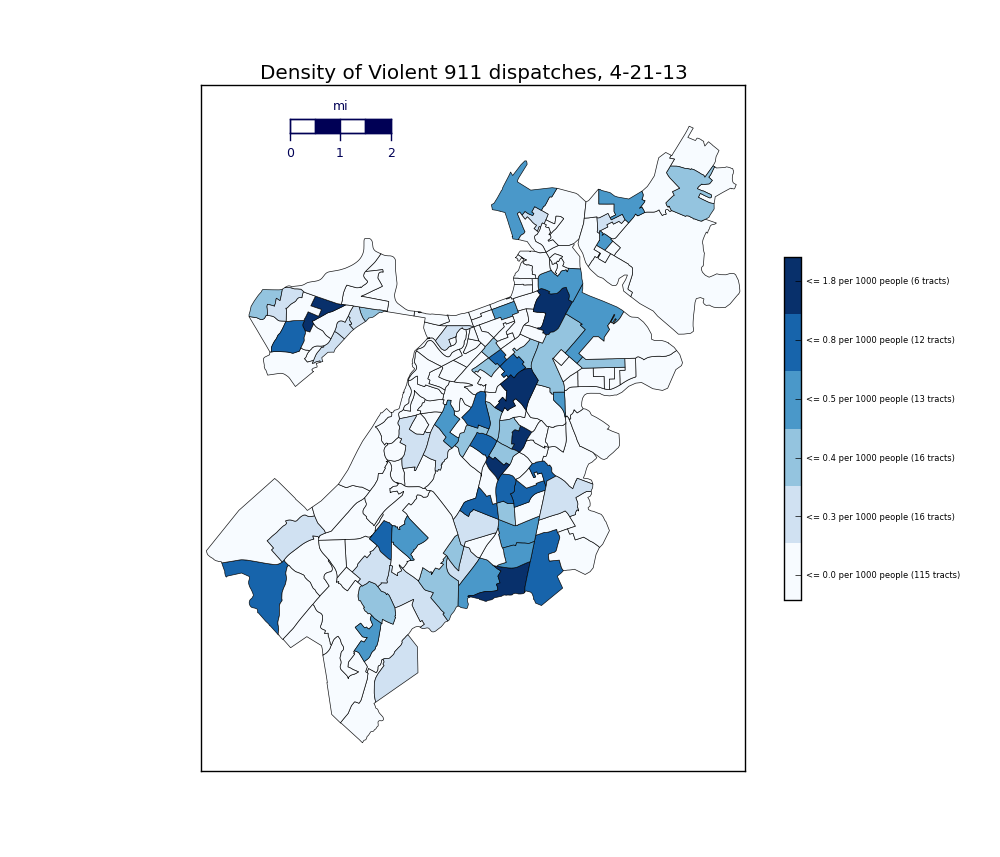 Density of Violent 911 dispatches, 4-21-13
mi
0 1 2
<= 1.8 per 1000 people (6 tracts)
<= 0.8 per 1000 people (12 tracts)
<= 0.5 per 1000 people (13 tracts)
<= 0.4 per 1000 people (16 tracts)
<= 0.3 per 1000 people (16 tracts)
<= 0.0 per 1000 people (115 tracts)